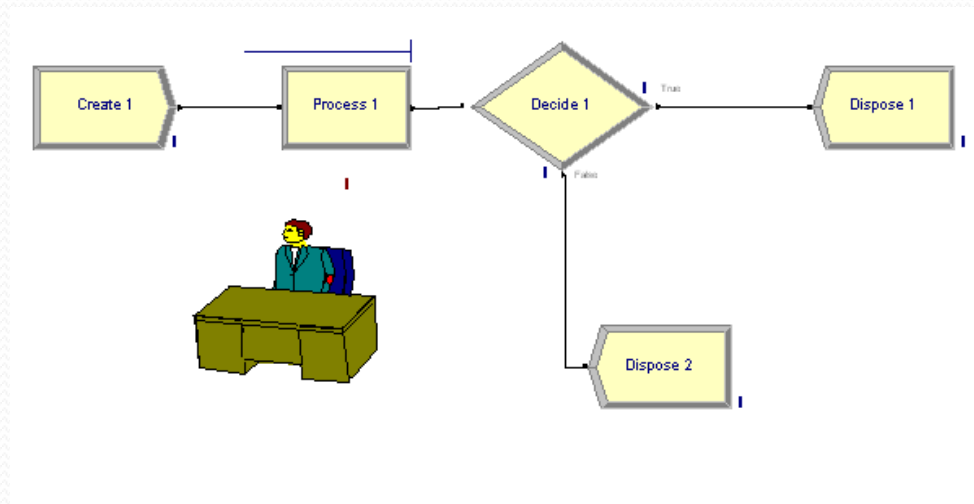 Create 1
Process 1
Decide 1
True
Dispose 1
False
Dispose 2